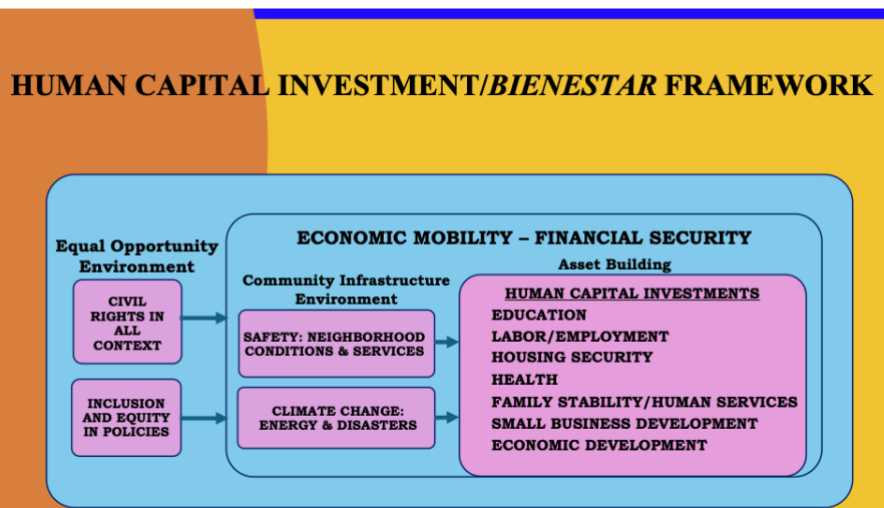 HUMAN CAPITAL INVESTMENT/BIENESTAR FRAMEWORK
Equal Opportunity
Environment
CIVIL
RIGHTS IN
ALL
CONTEXT
INCLUSION
AND EQUITY
IN POLICIES
ECONOMIC MOBILITY – FINANCIAL SECURITY
Community Infrastructure
Environment
SAFETY: NEIGHBORHOOD
CONDITIONS & SERVICES
CLIMATE CHANGE:
ENERGY & DISASTERS
Asset Building
HUMAN CAPITAL INVESTMENTS
EDUCATION
LABOR/EMPLOYMENT
HOUSING SECURITY
HEALTH
FAMILY STABILITY/HUMAN SERVICES
SMALL BUSINESS DEVELOPMENT
ECONOMIC DEVELOPMENT